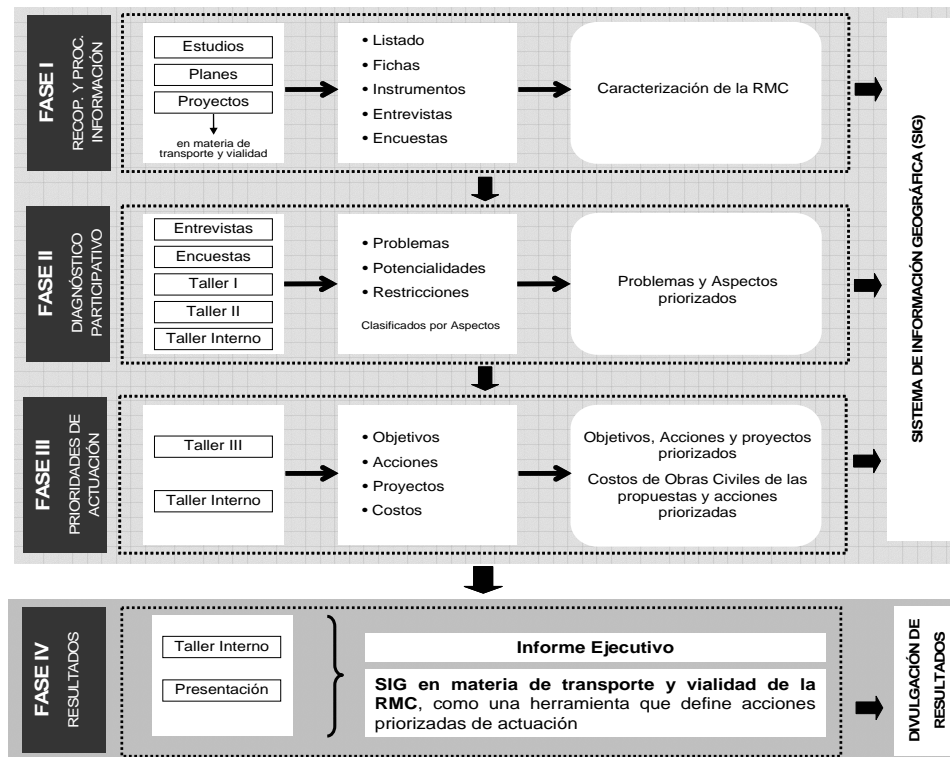 FASE I
RECOP. Y PROC.
INFORMACIÓN
Estudios
Planes
Proyectos
en materia de
transporte y vialidad
• Listado
• Fichas
• Instrumentos
• Entrevistas
• Encuestas
Caracterización de la RMC
SISTEMA DE INFORMACIÓN GEOGRÁFICA (SIG)
FASE II
DIAGNÓSTICO
PARTICIPATIVO
Entrevistas
Encuestas
Taller I
Taller II
Taller Interno
• Problemas
• Potencialidades
• Restricciones
Clasificados por Aspectos
Problemas y Aspectos
priorizados
FASE III
PRIORIDADES DE
ACTUACIÓN
Taller III
Taller Interno
• Objetivos
• Acciones
• Proyectos
• Costos
Objetivos, Acciones y proyectos
priorizados
Costos de Obras Civiles de las
propuestas y acciones
priorizadas
FASE IV
RESULTADOS
Taller Interno
Presentación
Informe Ejecutivo
SIG en materia de transporte y vialidad de la
RMC, como una herramienta que define acciones
priorizadas de actuación
DIVULGACIÓN DE
RESULTADOS